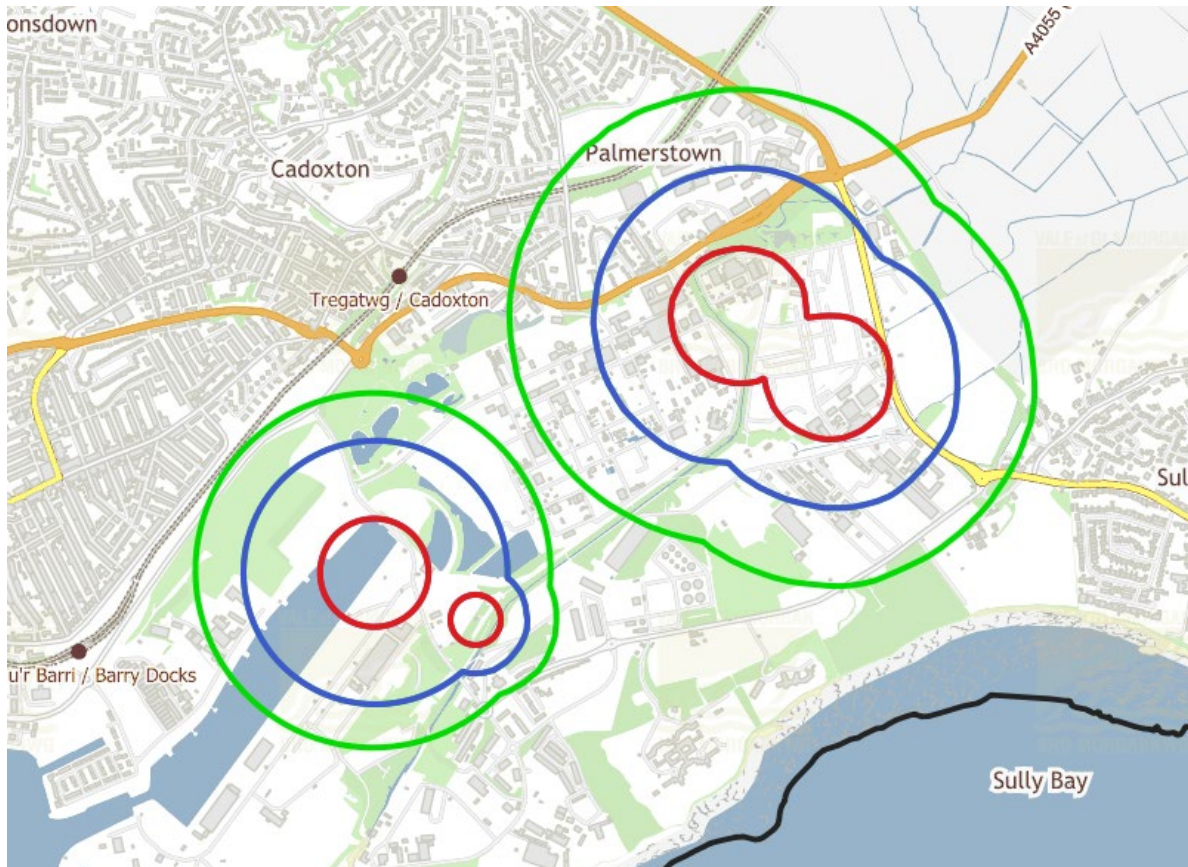 onsdown
A4055
Palmerstown
Cadoxton
Tregatwg / Cadoxton
Sul
u'r Barri / Barry Docks
Sully Bay